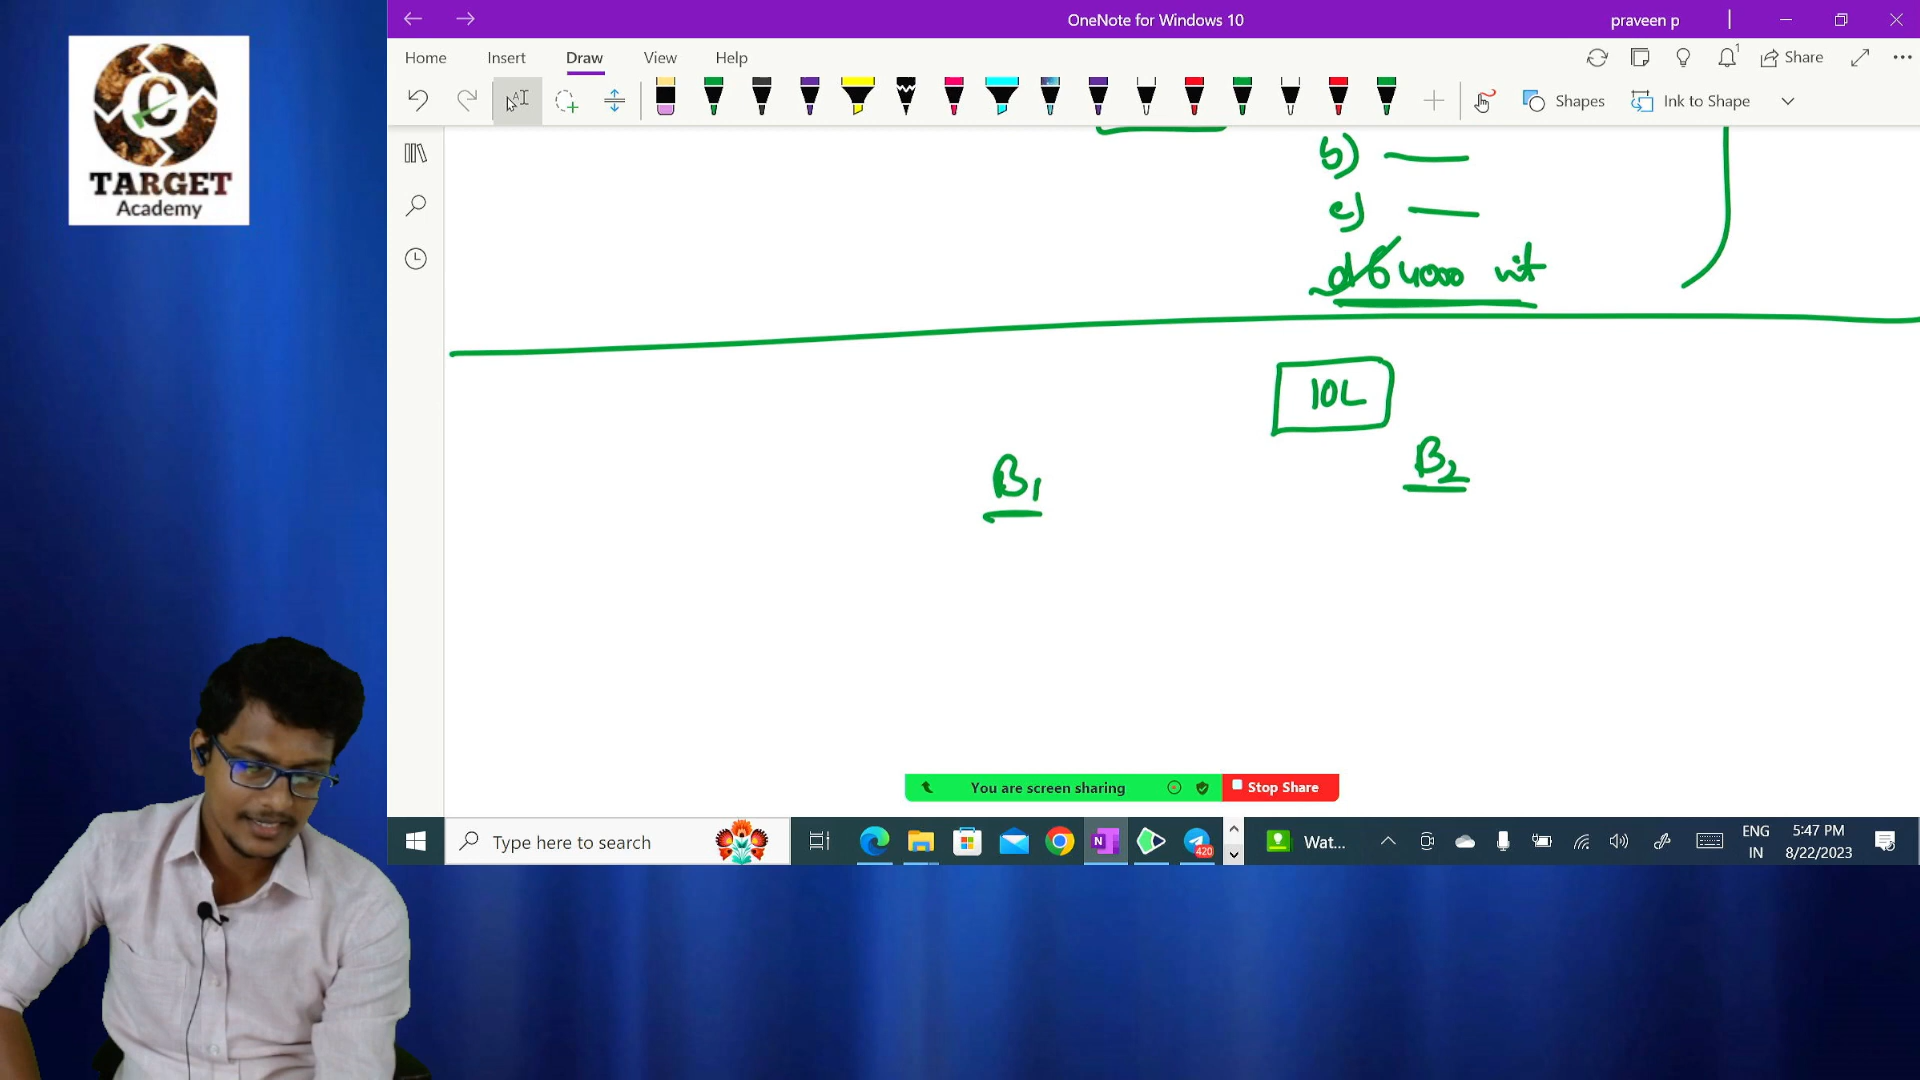 OneNote for Windows 10
praveen p
Home Insert Draw View Help
1
Share
Shapes
Ink to Shape
C
TARGET
Academy
b)
c)
d) 64000 wt
10L
B1
B2
You are screen sharing
Stop Share
Type here to search
N
420
Wat...
ENG
IN
5:47 PM
8/22/2023